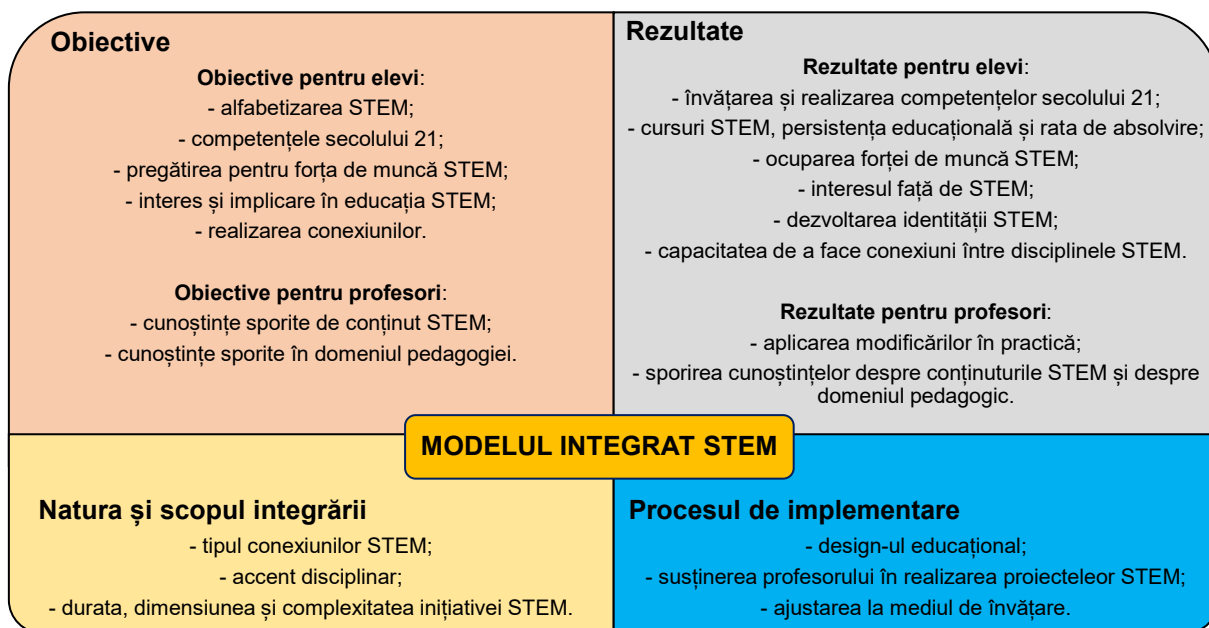 Obiective
Obiective pentru elevi:
- alfabetizarea STEM;
- competențele secolului 21;
- pregătirea pentru forța de muncă STEM;
- interes și implicare în educația STEM;
- realizarea conexiunilor.
Obiective pentru profesori:
- cunoștințe sporite de conținut STEM;
- cunoștințe sporite în domeniul pedagogiei.
Rezultate
Rezultate pentru elevi:
- învățarea și realizarea competențelor secolului 21;
- cursuri STEM, persistența educațională și rata de absolvire;
- ocuparea forței de muncă STEM;
- interesul față de STEM;
- dezvoltarea identității STEM;
- capacitatea de a face conexiuni între disciplinele STEM.
Rezultate pentru profesori:
- aplicarea modificărilor în practică;
- sporirea cunoștințelor despre conținuturile STEM și despre
domeniul pedagogic.
MODELUL INTEGRAT STEM
Natura și scopul integrării
- tipul conexiunilor STEM;
- accent disciplinar;
- durata, dimensiunea și complexitatea inițiativei STEM.
Procesul de implementare
- design-ul educațional;
- susținerea profesorului în realizarea proiecteleor STEM;
- ajustarea la mediul de învățare.